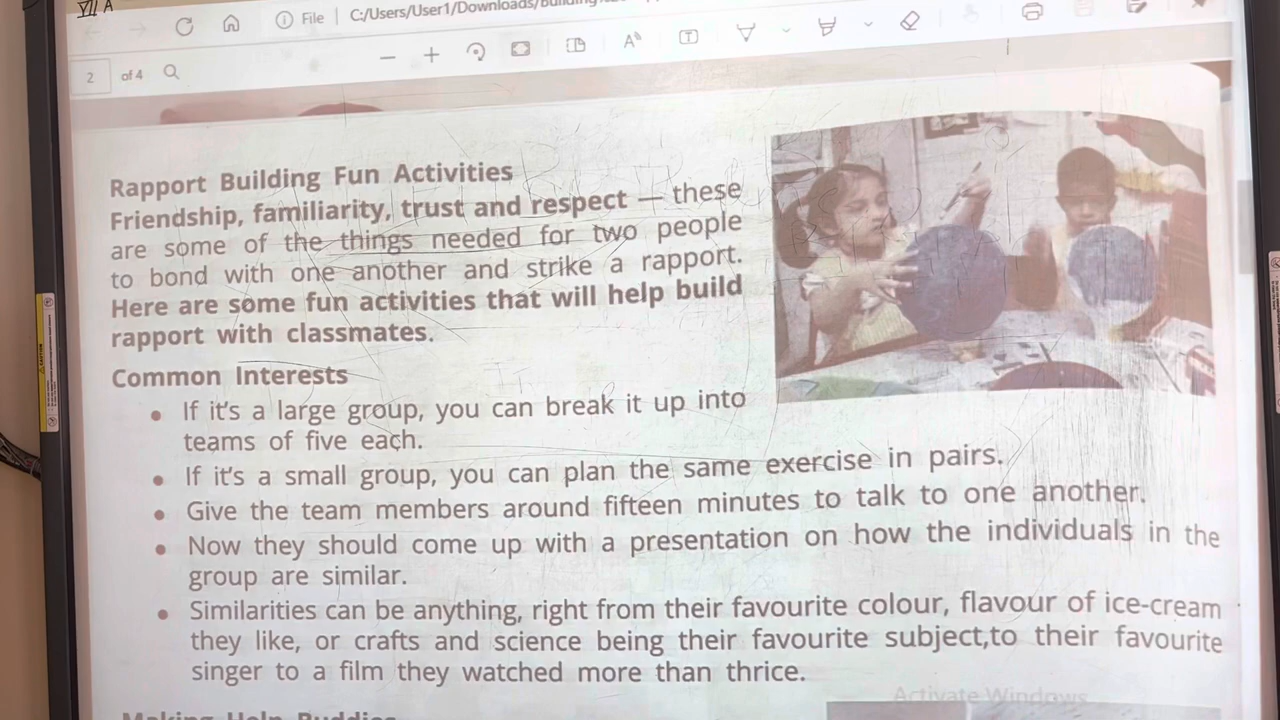 VII A
File | C:/Users/User1/Downloads/Building
2 of 4
Rapport Building Fun Activities
Friendship, familiarity, trust and respect — these
are some of the things needed for two people
to bond with one another and strike a rapport.
Here are some fun activities that will help build
rapport with classmates.
Common Interests
• If it's a large group, you can break it up into
teams of five each.
• If it's a small group, you can plan the same exercise in pairs.
• Give the team members around fifteen minutes to talk to one another.
• Now they should come up with a presentation on how the individuals in the
group are similar.
• Similarities can be anything, right from their favourite colour, flavour of ice-cream
they like, or crafts and science being their favourite subject,to their favourite
singer to a film they watched more than thrice.
Activate Windows
Making Help Buddies